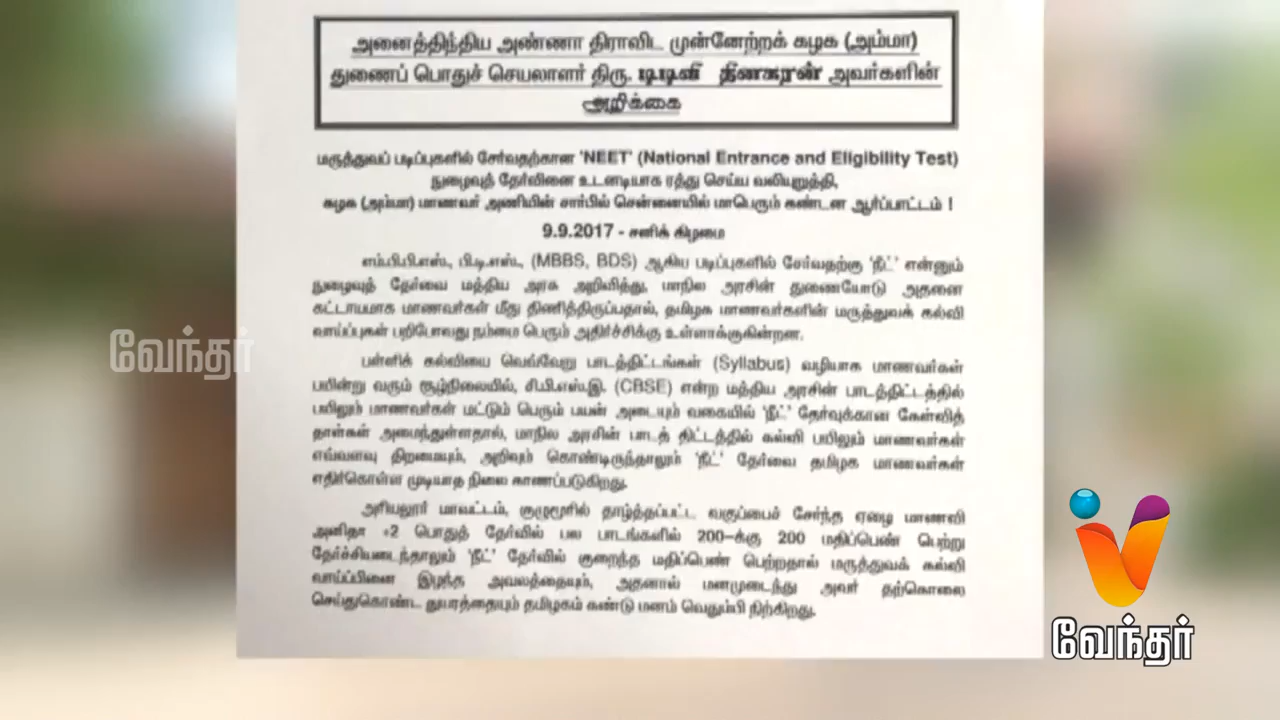 அனைத்திந்திய அண்ணா திராவிட முன்னேற்றக் கழக (அம்மா)
துணைப் பொதுச் செயலாளர் திரு. டிடிவி தினகரன் அவர்களின்
அறிக்கை
மருத்துவப் படிப்புகளில் சேர்வதற்கான 'NEET' (National Entrance and Eligibility Test)
நுழைவுத் தேர்வினை உடனடியாக ரத்து செய்ய வலியுறுத்தி,
கழக (அம்மா) மாணவர் அணியின் சார்பில் சென்னையில் மாபெரும் கண்டன ஆர்ப்பாட்டம் !
9.9.2017 - சனிக் கிழமை
எம்.பி.பி.எஸ்., பி.டி.எஸ்., (MBBS, BDS) ஆகிய படிப்புகளில் சேர்வதற்கு 'நீட்' என்னும்
நுழைவுத் தேர்வை மத்திய அரசு அறிவித்து, மாநில அரசின் துணையோடு அதனை
கட்டாயமாக மாணவர்கள் மீது திணித்திருப்பதால், தமிழக மாணவர்களின் மருத்துவக் கல்வி
வாய்ப்புகள் பறிபோவது நம்மை பெரும் அதிர்ச்சிக்கு உள்ளாக்குகின்றன.
பள்ளிக் கல்வியை வெவ்வேறு பாடத்திட்டங்கள் (Syllabus) வழியாக மாணவர்கள்
பயின்று வரும் சூழ்நிலையில், சி.பி.எஸ்.இ. (CBSE) என்ற மத்திய அரசின் பாடத்திட்டத்தில்
பயிலும் மாணவர்கள் மட்டும் பெரும் பயன் அடையும் வகையில் 'நீட்' தேர்வுக்கான கேள்வித்
தாள்கள் அமைந்துள்ளதால், மாநில அரசின் பாடத் திட்டத்தில் கல்வி பயிலும் மாணவர்கள்
எவ்வளவு திறமையும், அறிவும் கொண்டிருந்தாலும் 'நீட்' தேர்வை தமிழக மாணவர்கள்
எதிர்கொள்ள முடியாத நிலை காணப்படுகிறது.
அரியலூர் மாவட்டம், குழுமூரில் தாழ்த்தப்பட்ட வகுப்பைச் சேர்ந்த ஏழை மாணவி
அனிதா +2 பொதுத் தேர்வில் பல பாடங்களில் 200-க்கு 200 மதிப்பெண் பெற்று
தேர்ச்சியடைந்தாலும் 'நீட்' தேர்வில் குறைந்த மதிப்பெண் பெற்றதால் மருத்துவக் கல்வி
வாய்ப்பினை இழந்த அவலத்தையும், அதனால் மனமுடைந்து அவர் தற்கொலை
செய்துகொண்ட துயரத்தையும் தமிழகம் கண்டு மனம் வெதும்பி நிற்கிறது.
வேந்தர்
வேந்தர்